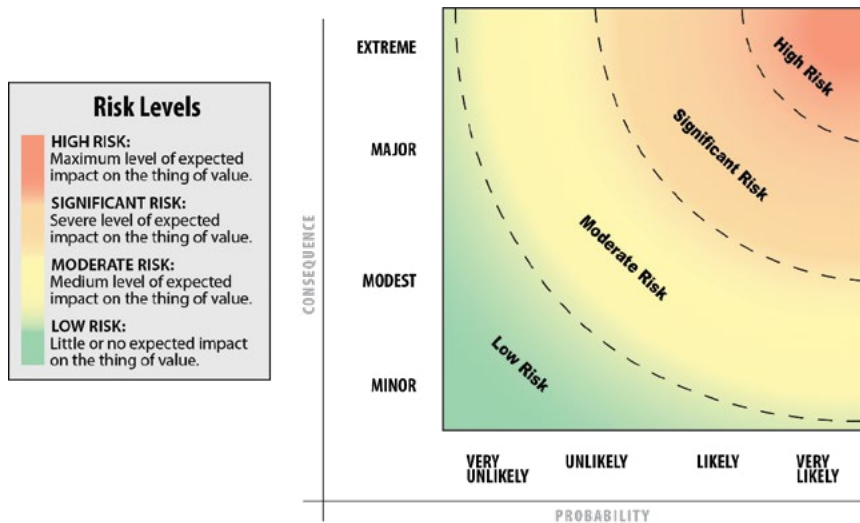 Risk Levels
HIGH RISK:
Maximum level of expected
impact on the thing of value.
SIGNIFICANT RISK:
Severe level of expected
impact on the thing of value.
MODERATE RISK:
Medium level of expected
impact on the thing of value.
LOW RISK:
Little or no expected impact
on the thing of value.
CONSEQUENCE
EXTREME
MAJOR
MODEST
MINOR
High Risk
Significant Risk
Moderate Risk
Low Risk
VERY
UNLIKELY
UNLIKELY
LIKELY
VERY
LIKELY
PROBABILITY